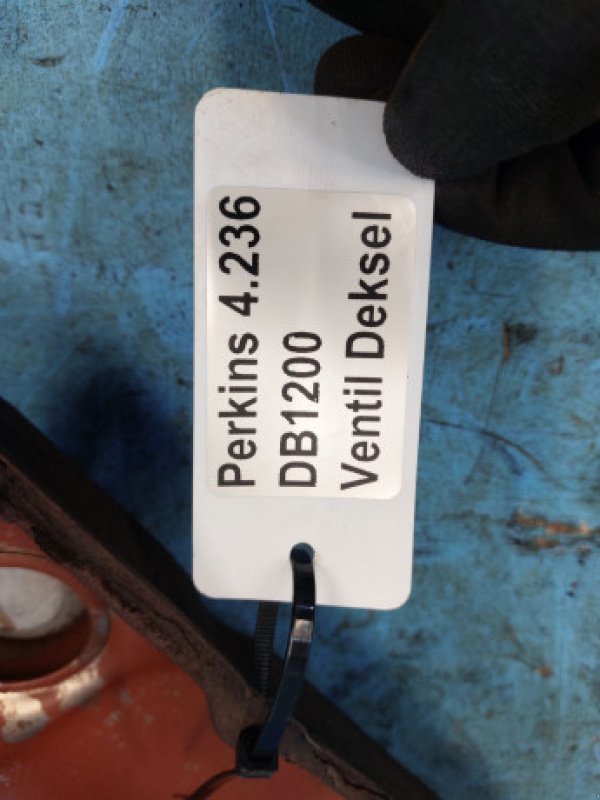 Perkins 4.236
DB1200
Ventil Deksel